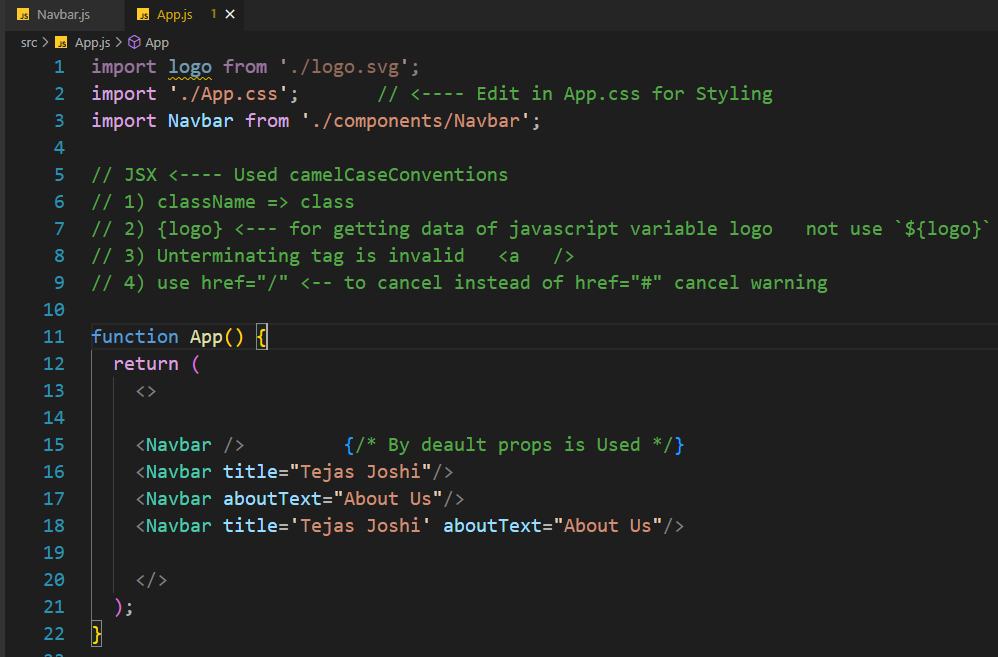 Navbar.js App.js 1
src > App.js > App
1 import logo from './logo.svg';
2 import './App.css'; // <---- Edit in App.css for Styling
3 import Navbar from './components/Navbar';
4
5 // JSX <---- Used camelCaseConventions
6 // 1) className => class
7 // 2) {logo} <--- for getting data of javascript variable logo not use `${logo}`
8 // 3) Unterminating tag is invalid <a />
9 // 4) use href="/" <-- to cancel instead of href="#" cancel warning
10
11 function App() {
12 return (
13 <>
14
15 <Navbar /> {/* By deault props is Used */}
16 <Navbar title="Tejas Joshi"/>
17 <Navbar aboutText="About Us"/>
18 <Navbar title='Tejas Joshi' aboutText="About Us"/>
19
20 </>
21 );
22 }